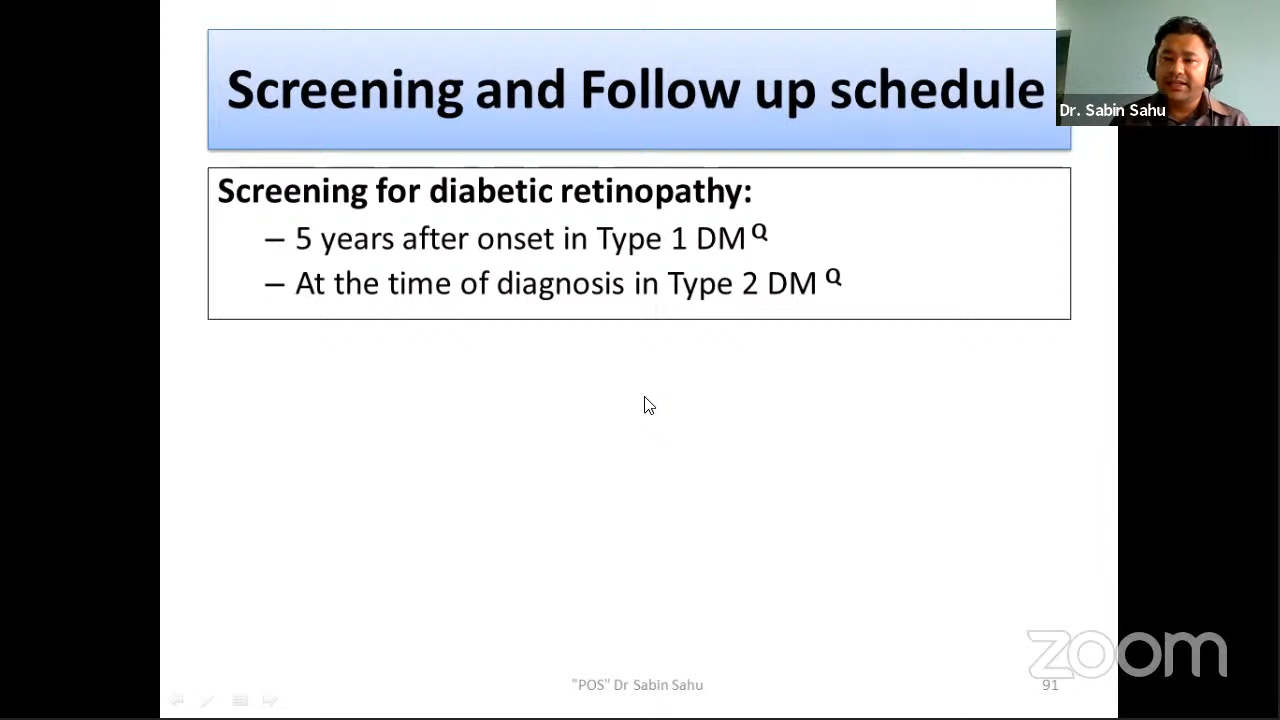 Screening and Follow up schedule
Dr. Sabin Sahu
Screening for diabetic retinopathy:
– 5 years after onset in Type 1 DM Q
– At the time of diagnosis in Type 2 DM Q
zoom
"POS" Dr Sabin Sahu
91